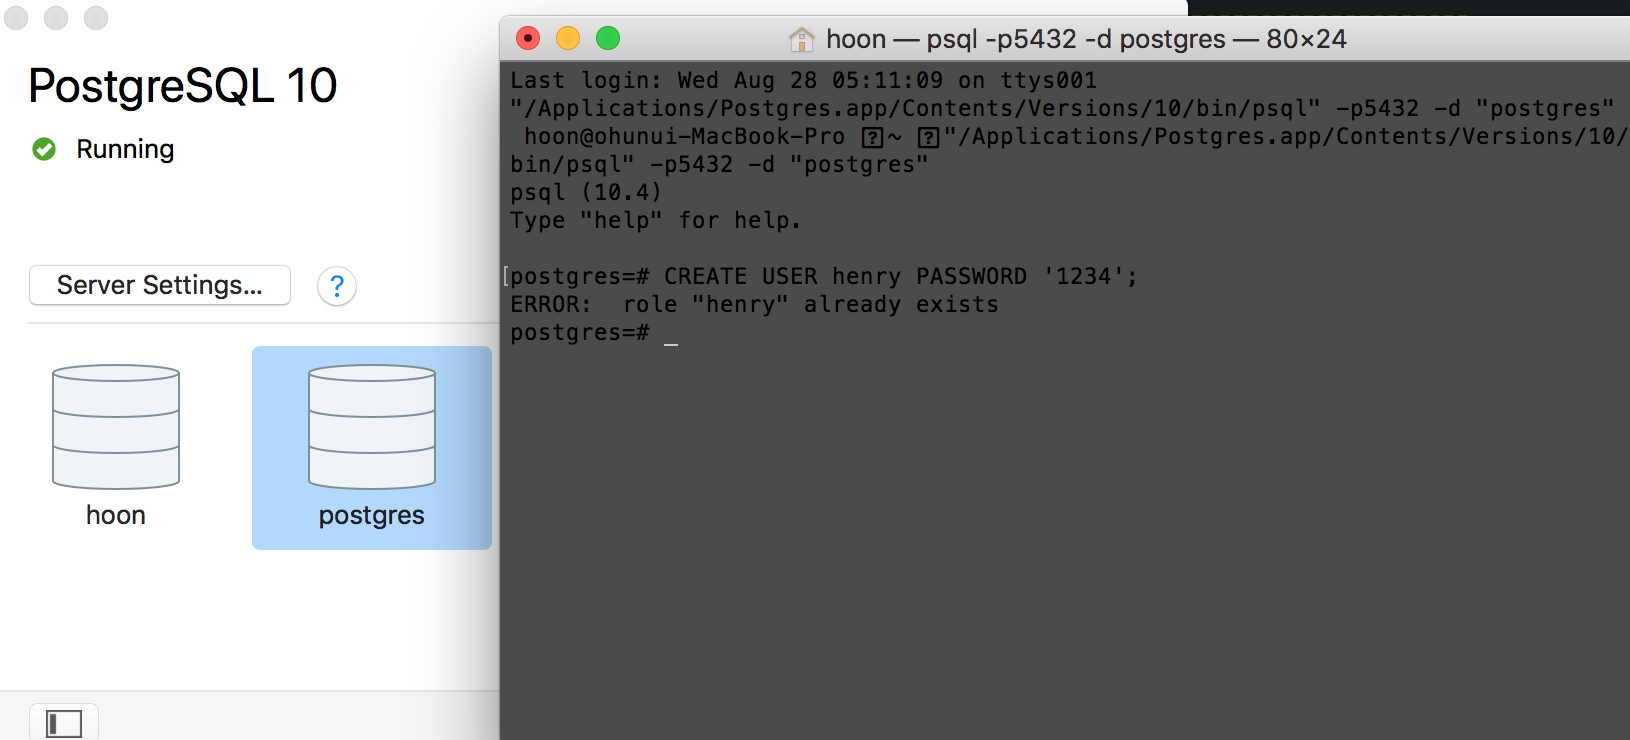 PostgreSQL 10
Running
Server Settings...
?
hoon
postgres
hoon — psql -p5432 -d postgres — 80×24
Last login: Wed Aug 28 05:11:09 on ttys001
"/Applications/Postgres.app/Contents/Versions/10/bin/psql" -p5432 -d "postgres"
hoon@ohunui-MacBook-Pro ⍰~ ⍰"/Applications/Postgres.app/Contents/Versions/10/
bin/psql" -p5432 -d "postgres"
psql (10.4)
Type "help" for help.
[postgres=# CREATE USER henry PASSWORD '1234';
ERROR:  role "henry" already exists
postgres=# _